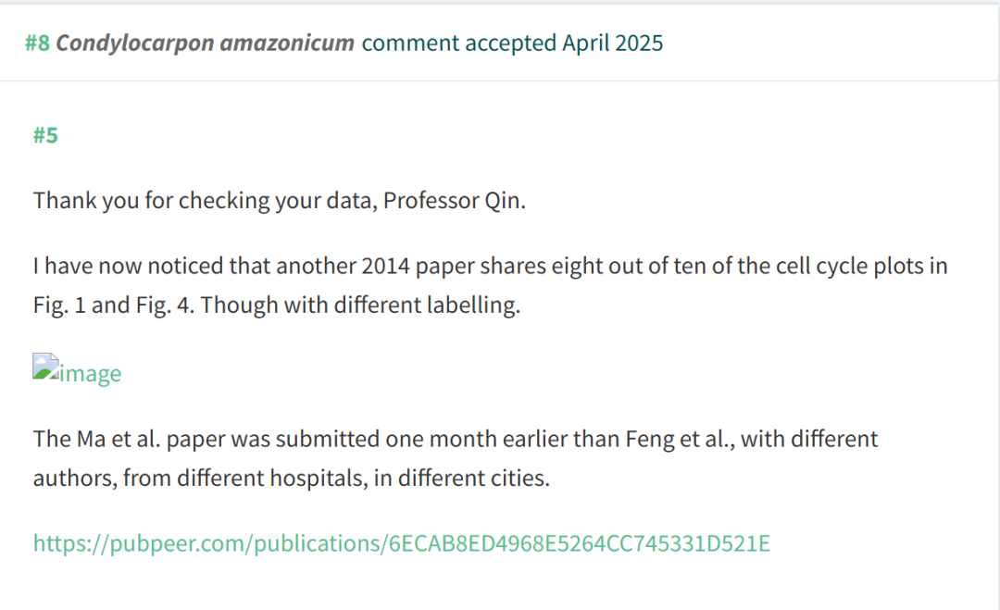 #8 Condylocarpon amazonicum comment accepted April 2025
#5
Thank you for checking your data, Professor Qin.
I have now noticed that another 2014 paper shares eight out of ten of the cell cycle plots in
Fig. 1 and Fig. 4. Though with different labelling.
image
The Ma et al. paper was submitted one month earlier than Feng et al., with different
authors, from different hospitals, in different cities.
https://pubpeer.com/publications/6ECAB8ED4968E5264CC745331D521E